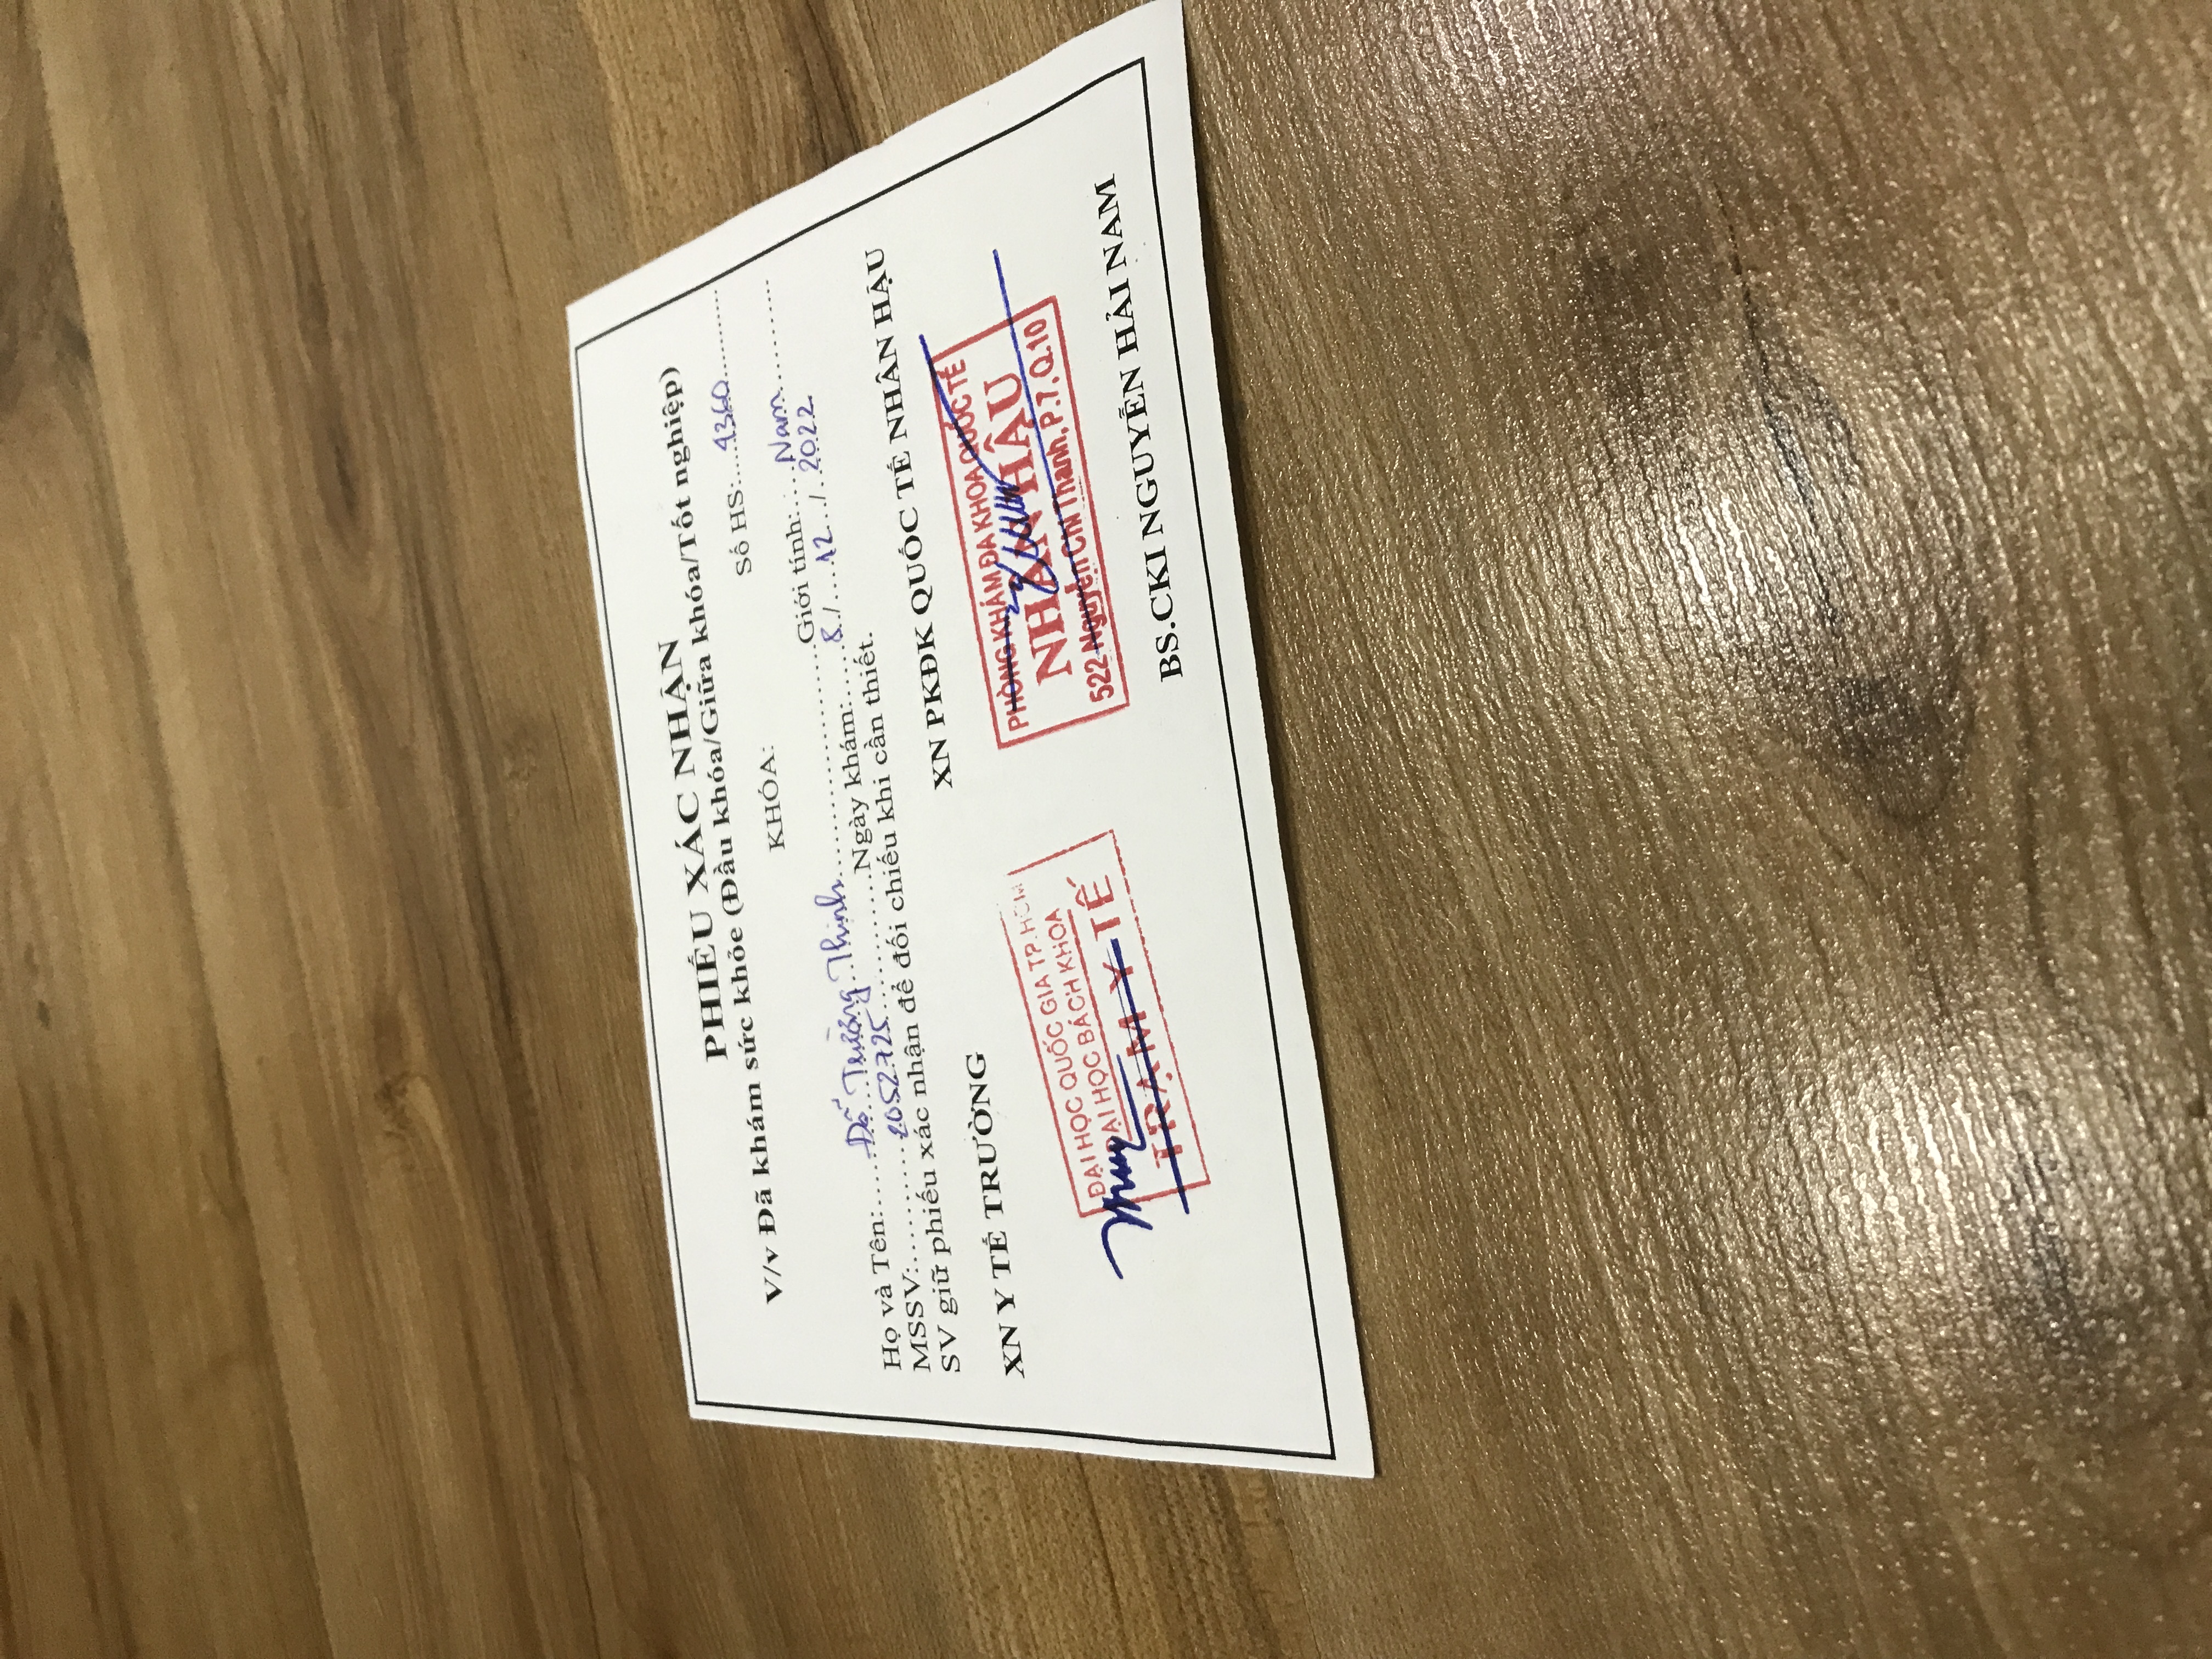 PHIẾU XÁC NHẬN
V/v Đã khám sức khỏe (Đầu khóa/Giữa khóa/Tốt nghiệp)
KHÓA: Số HS:....4360............
Họ và Tên:......Đỗ Trường Thịnh..........................Giới tính:.....Nam............
MSSV:............2052725................Ngày khám:......8./....12../..2022
SV giữ phiếu xác nhận để đối chiếu khi cần thiết.
XN Y TẾ TRƯỜNG XN PKĐK QUỐC TẾ NHÂN HẬU
ĐẠI HỌC QUỐC GIA TP.HCM
ĐẠI HỌC BÁCH KHOA
TRẠM Y TẾ
PHÒNG KHÁM ĐA KHOA QUỐC TẾ
NHÂN HẬU
522 Nguyễn Chí Thanh, P.7, Q.10
BS.CKI NGUYỄN HẢI NAM